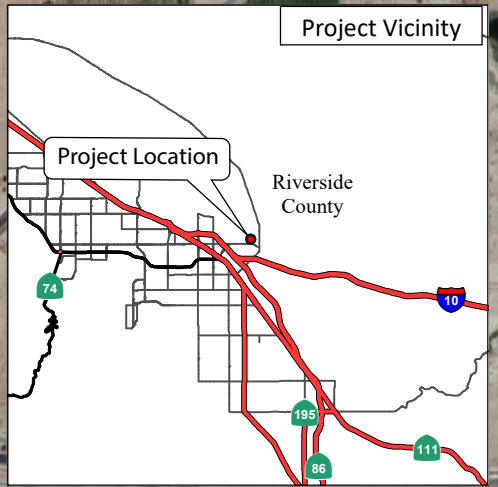 Project Vicinity
Project Location
Riverside
County
74
10
195
111
86